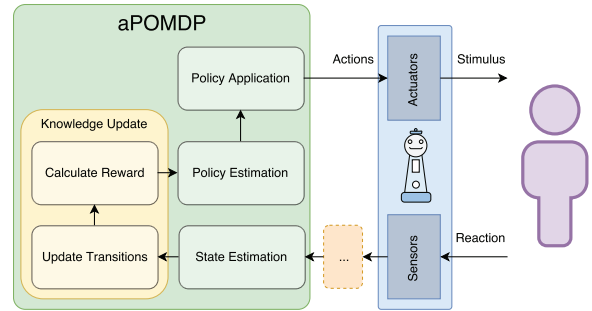 aPOMDP
Policy Application
Actions
Actuators
Stimulus
Knowledge Update
Calculate Reward
Policy Estimation
Update Transitions
State Estimation
...
Sensors
Reaction